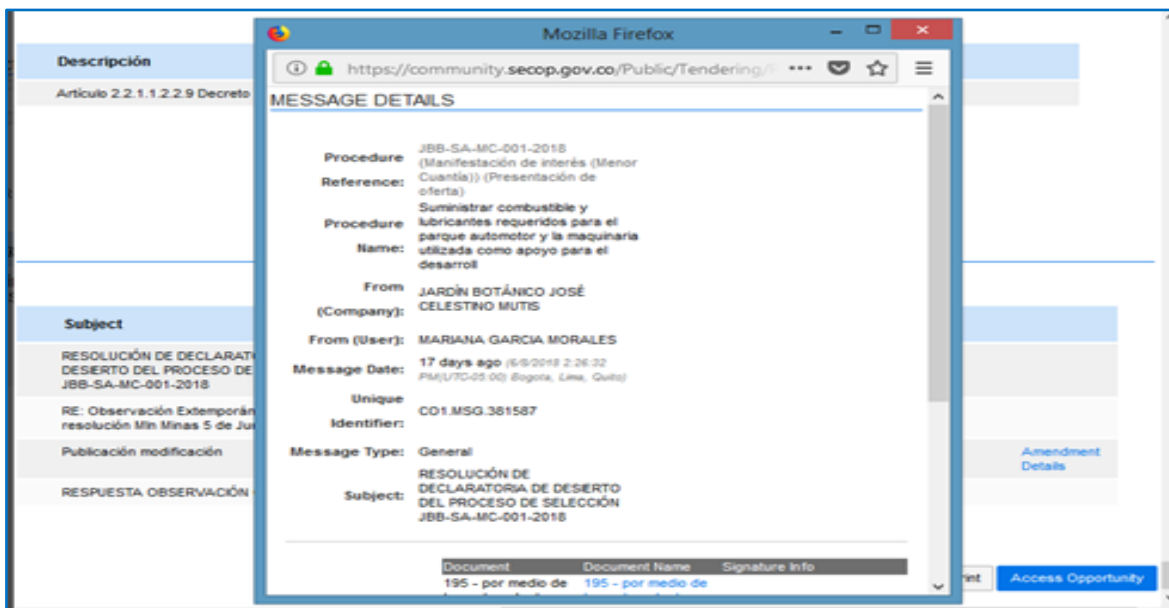 Mozilla Firefox
https://community.secop.gov.co/Public/Tendering/
MESSAGE DETAILS
Procedure Reference: JBB-SA-MC-001-2018
(Manifestación de interés (Menor
Cuantía)) (Presentación de
oferta)
Procedure Name: Suministrar combustible y
lubricantes requeridos para el
parque automotor y la maquinaria
utilizada como apoyo para el
desarroll
From (Company): JARDÍN BOTÁNICO JOSÉ
CELESTINO MUTIS
From (User): MARIANA GARCIA MORALES
Message Date: 17 days ago (6/8/2018 2:26:32
PM(UTC-05:00) Bogota, Lima, Quito)
Unique Identifier: CO1.MSG.381587
Message Type: General
Subject: RESOLUCIÓN DE
DECLARATORIA DE DESIERTO
DEL PROCESO DE SELECCIÓN
JBB-SA-MC-001-2018
Document Document Name Signature Info
195 - por medio de 195 - por medio de
Descripción
Artículo 2.2.1.1.2.2.9 Decreto
Subject
RESOLUCIÓN DE DECLARAT
DESIERTO DEL PROCESO DE
JBB-SA-MC-001-2018
RE: Observación Extemporán
resolución Min Minas 5 de Ju
Publicación modificación
Amendment
Details
RESPUESTA OBSERVACIÓN
int
Access Opportunity